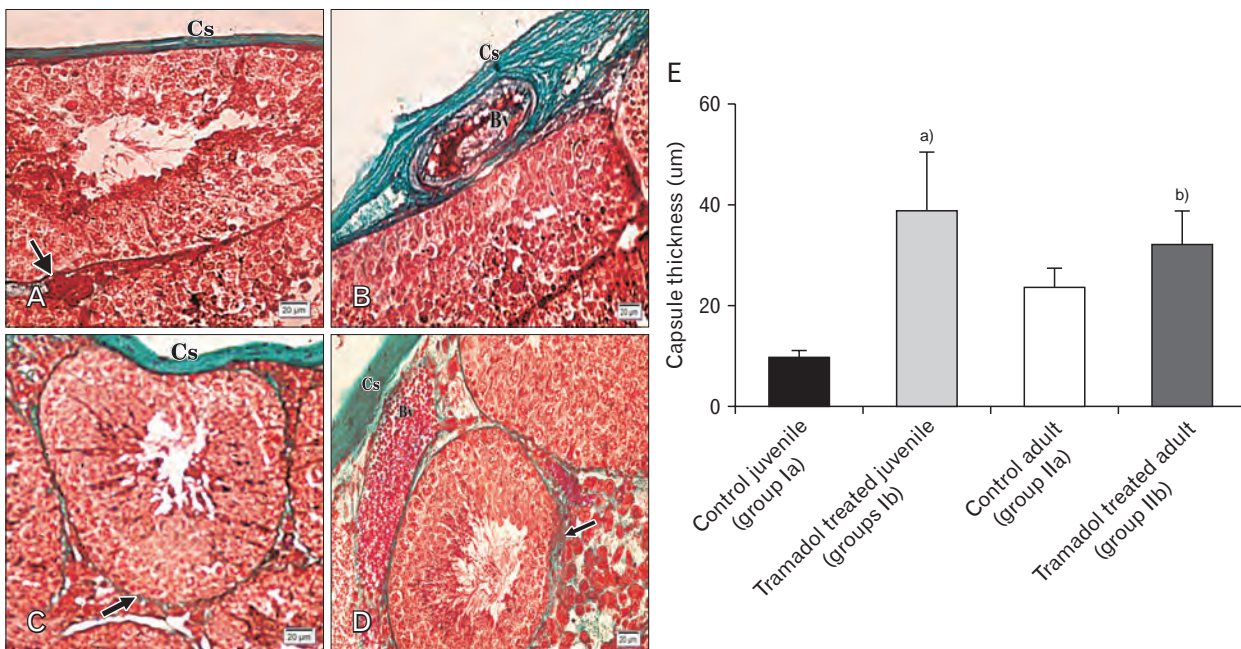 Cs
A
20 µm
Cs
Bv
B
20 µm
Cs
C
20 µm
Cs
Bv
D
20 µm
E
Capsule thickness (um)
60
40
20
0
a)
b)
Control juvenile
(group Ia)
Tramadol treated juvenile
(groups Ib)
Control adult
(group IIa)
Tramadol treated adult
(group IIb)